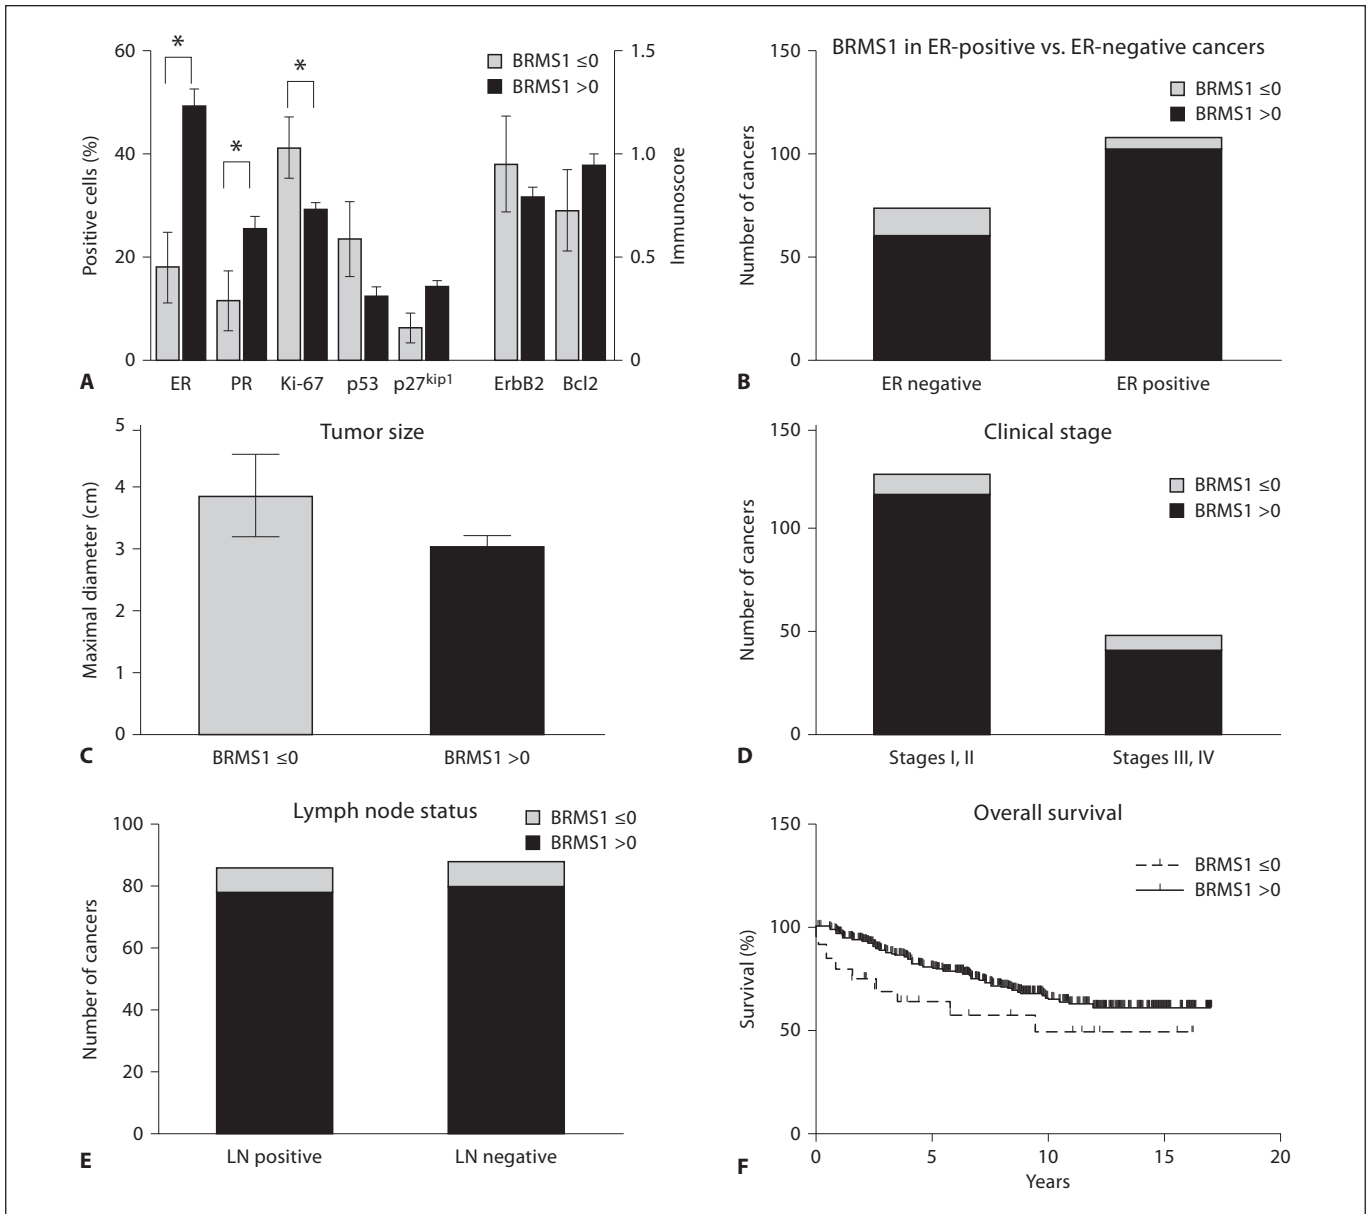 60
40
20
0
Positive cells (%)
*
*
*
BRMS1 ≤0
BRMS1 >0
1.5
1.0
0.5
0
Immunoscore
ER PR Ki-67 p53 p27kip1 ErbB2 Bcl2
A
BRMS1 in ER-positive vs. ER-negative cancers
150
100
50
0
Number of cancers
BRMS1 ≤0
BRMS1 >0
ER negative ER positive
B
Tumor size
5
4
3
2
1
0
Maximal diameter (cm)
BRMS1 ≤0 BRMS1 >0
C
Clinical stage
150
100
50
0
Number of cancers
BRMS1 ≤0
BRMS1 >0
Stages I, II Stages III, IV
D
Lymph node status
100
80
60
40
20
0
Number of cancers
BRMS1 ≤0
BRMS1 >0
LN positive LN negative
E
Overall survival
150
100
50
0
Survival (%)
BRMS1 ≤0
BRMS1 >0
0 5 10 15 20
Years
F